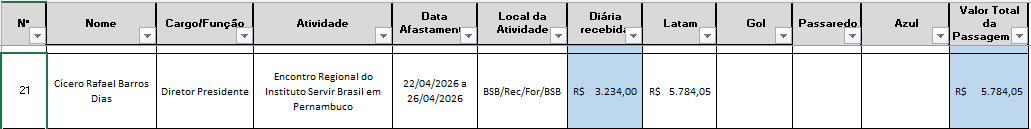 Nº Nome Cargo/Função Atividade Data Afastament Local da Atividade Diária recebida Latam Gol Passaredo Azul Valor Total da Passagem
21 Cícero Rafael Barros Dias Diretor Presidente Encontro Regional do Instituto Servir Brasil em Pernambuco 22/04/2026 a 26/04/2026 BSB/Rec/For/BSB R$ 3.234,00 R$ 5.784,05 R$ 5.784,05